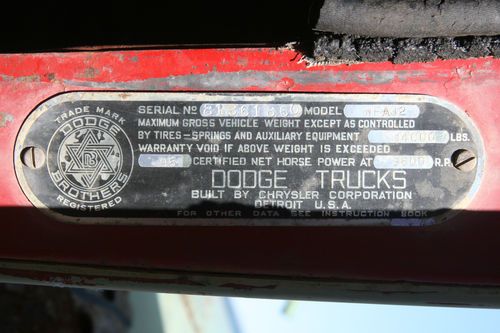 TRADE MARK
DODGE
BROTHERS
REGISTERED
SERIAL NO MODEL
MAXIMUM GROSS VEHICLE WEIGHT EXCEPT AS CONTROLLED
BY TIRES-SPRINGS AND AUXILIARY EQUIPMENT LBS.
WARRANTY VOID IF ABOVE WEIGHT IS EXCEEDED
CERTIFIED NET HORSE POWER AT R.P.
DODGE TRUCKS
BUILT BY CHRYSLER CORPORATION
DETROIT U.S.A.
FOR OTHER DATA SEE INSTRUCTION BOOK